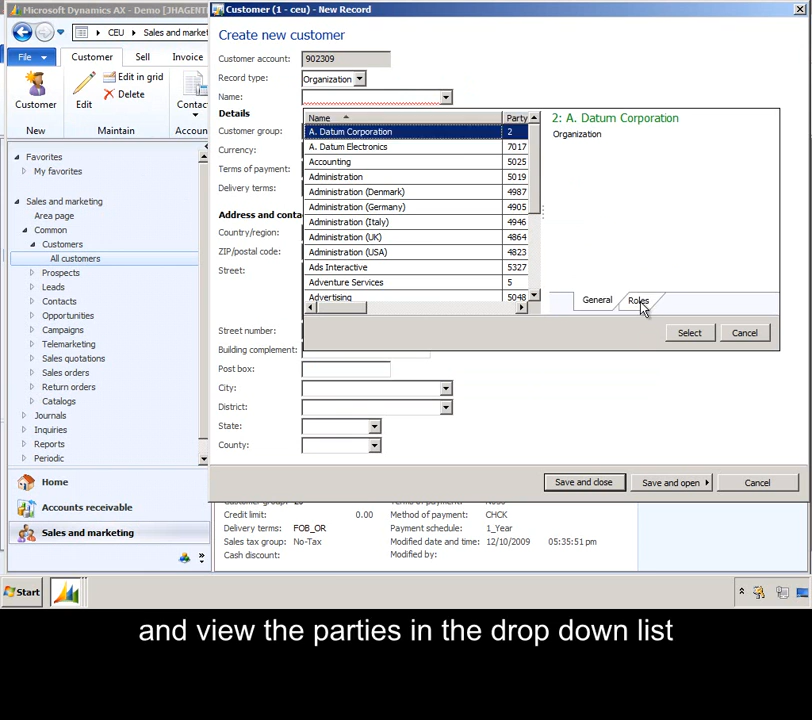 Microsoft Dynamics AX - Demo [JHAGENT
Customer (1 - ceu) - New Record
CEU
Sales and market
File
Customer
Sell
Invoice
Customer
Edit
Edit in grid
Delete
Contact
New
Maintain
Accoun
Favorites
My favorites
Sales and marketing
Area page
Common
Customers
All customers
Prospects
Leads
Contacts
Opportunities
Campaigns
Telemarketing
Sales quotations
Sales orders
Return orders
Catalogs
Journals
Inquiries
Reports
Periodic
Home
Accounts receivable
Sales and marketing
Create new customer
Customer account: 902309
Record type: Organization
Name:
Details
Customer group:
Currency:
Terms of payment:
Delivery terms:
Address and conta
Country/region:
ZIP/postal code:
Street:
Street number:
Building complement:
Post box:
City:
District:
State:
County:
Name Party
A. Datum Corporation 2
A. Datum Electronics 7017
Accounting 5025
Administration 5019
Administration (Denmark) 4987
Administration (Germany) 4905
Administration (Italy) 4946
Administration (UK) 4864
Administration (USA) 4823
Ads Interactive 5327
Adventure Services 5
Advertising 5048
2: A. Datum Corporation
Organization
General Roles
Select Cancel
Save and close Save and open Cancel
Credit limit: 0.00
Delivery terms: FOB_OR
Sales tax group: No-Tax
Cash discount:
Method of payment: CHCK
Payment schedule: 1_Year
Modified date and time: 12/10/2009 05:35:51 pm
Modified by:
Start
and view the parties in the drop down list